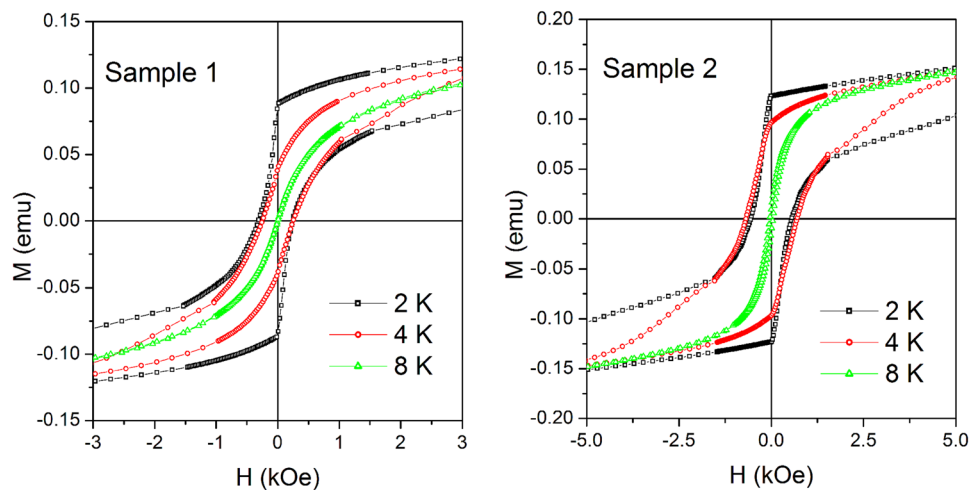 Sample 1
M (emu)
0.15
0.10
0.05
0.00
-0.05
-0.10
-0.15
2 K
4 K
8 K
-3 -2 -1 0 1 2 3
H (kOe)
Sample 2
M (emu)
0.20
0.15
0.10
0.05
0.00
-0.05
-0.10
-0.15
-0.20
2 K
4 K
8 K
-5.0 -2.5 0.0 2.5 5.0
H (kOe)